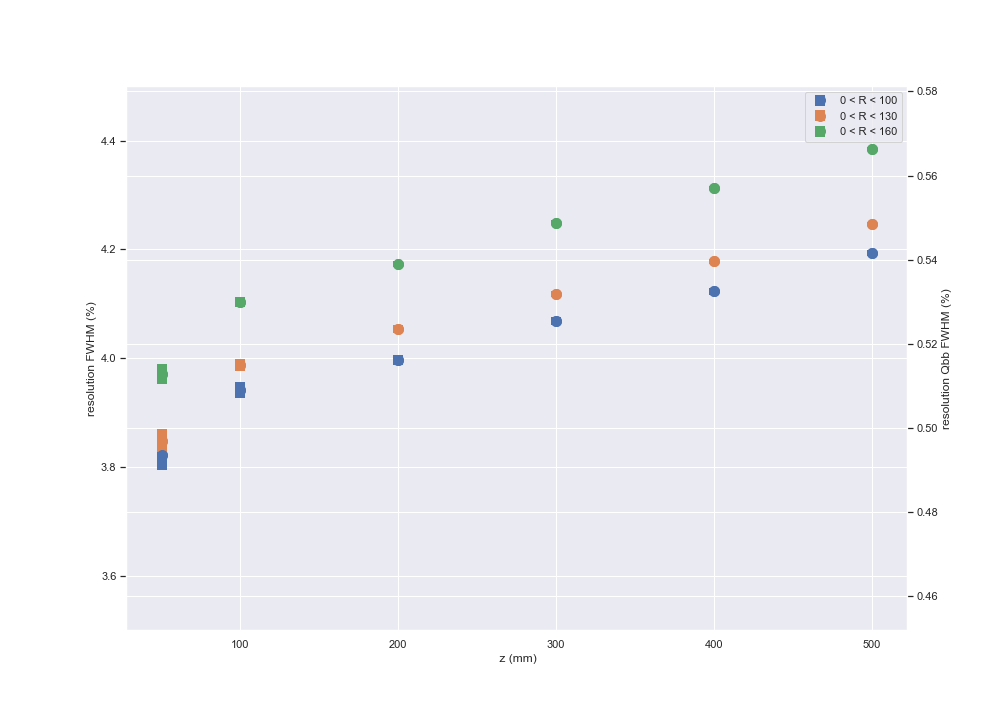 0 < R < 100
0 < R < 130
0 < R < 160
resolution FWHM (%)
4.4
4.2
4.0
3.8
3.6
0.58
0.56
0.54
0.52
0.50
0.48
0.46
resolution Qbb FWHM (%)
100 200 300 400 500
z (mm)